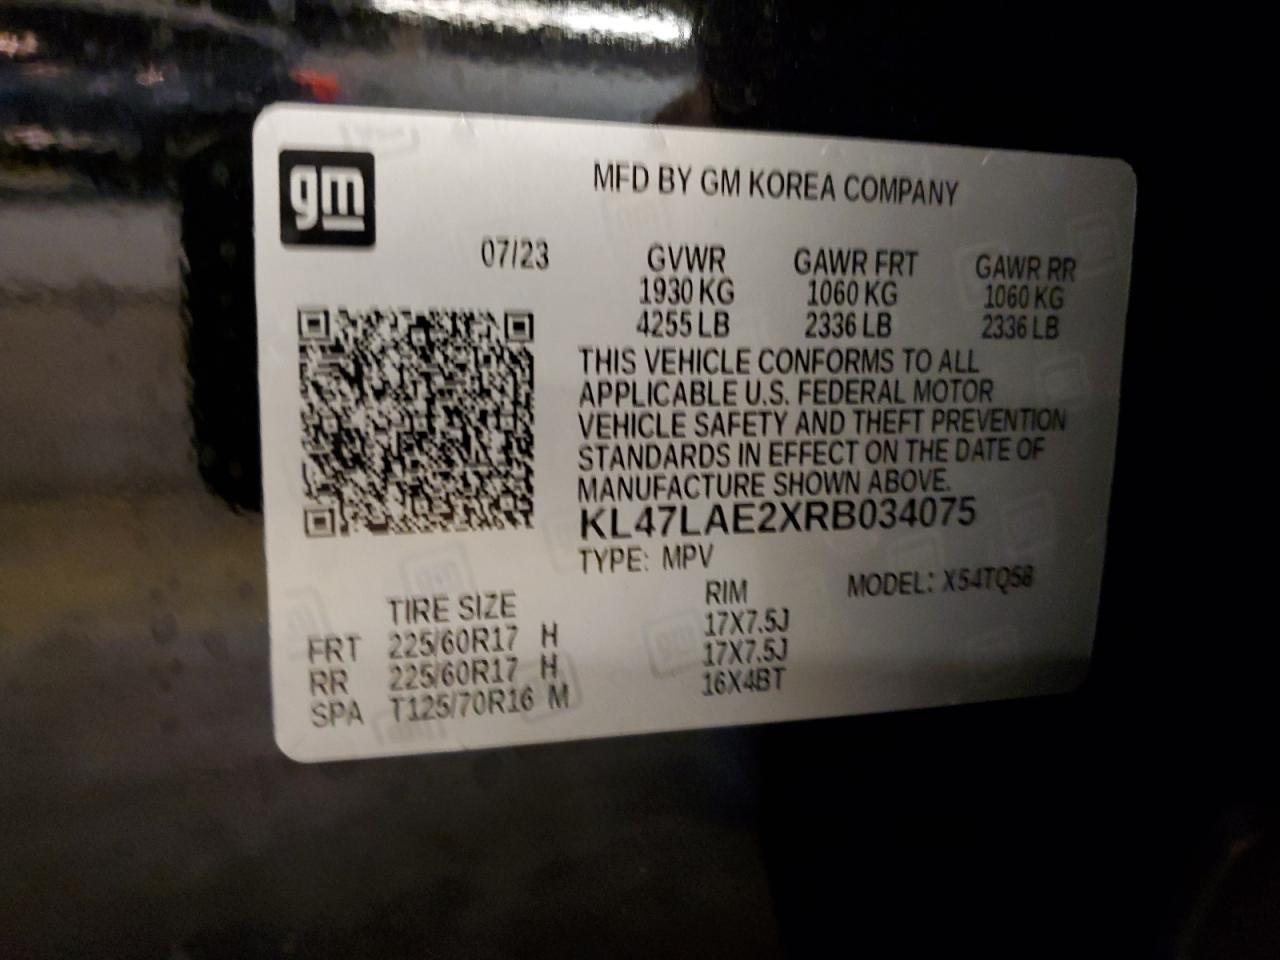 gm
MFD BY GM KOREA COMPANY
07/23 GVWR GAWR FRT GAWR RR
1930 KG 1060 KG 1060 KG
4255 LB 2336 LB 2336 LB
THIS VEHICLE CONFORMS TO ALL
APPLICABLE U.S. FEDERAL MOTOR
VEHICLE SAFETY AND THEFT PREVENTION
STANDARDS IN EFFECT ON THE DATE OF
MANUFACTURE SHOWN ABOVE.
KL47LAE2XRB034075
TYPE: MPV
MODEL: X54TQ58
TIRE SIZE RIM
FRT 225/60R17 H 17X7.5J
RR 225/60R17 H 17X7.5J
SPA T125/70R16 M 16X4BT